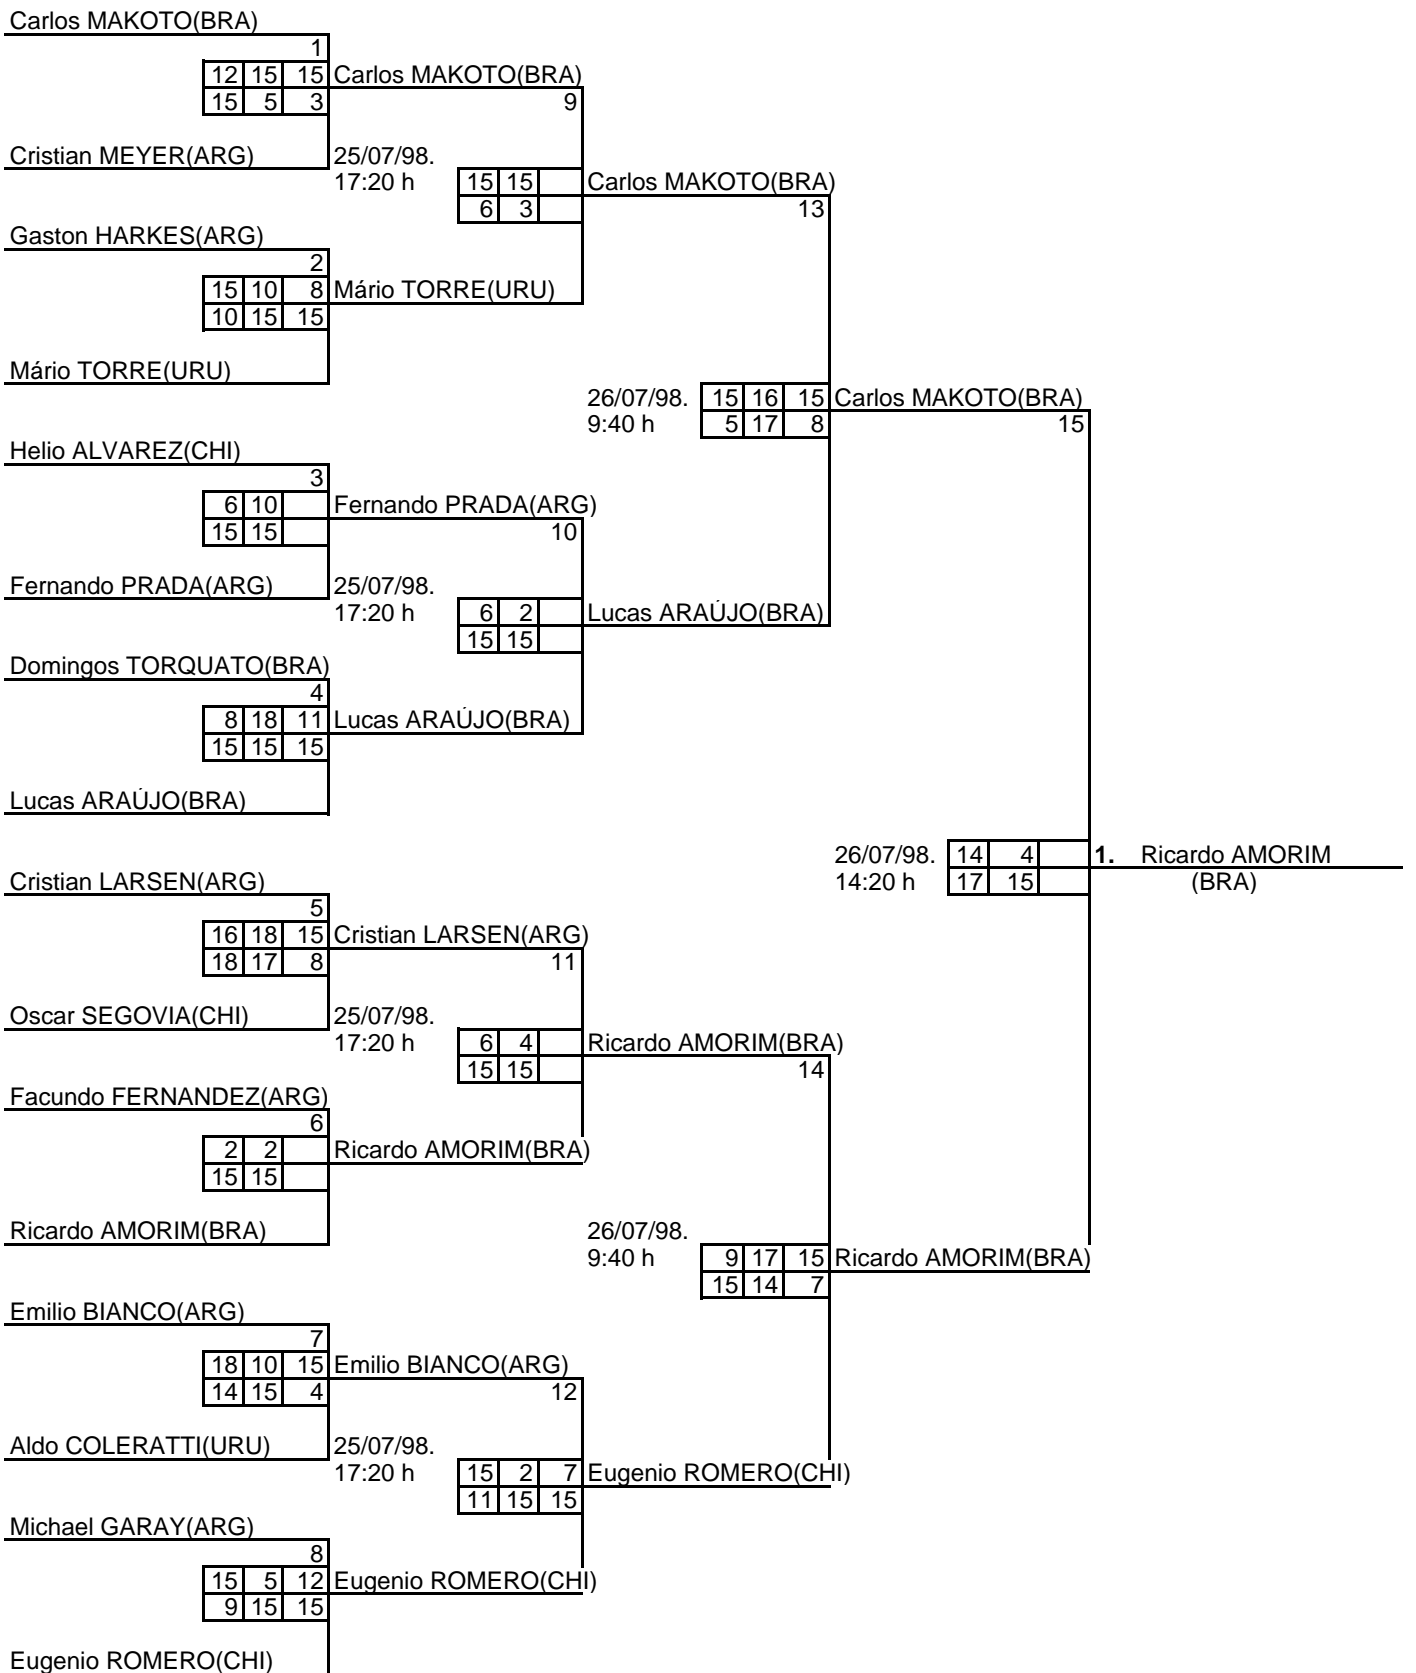 Carlos MAKOTO(BRA)
1
12 15 15 Carlos MAKOTO(BRA)
15 5 3 9
Cristian MEYER(ARG) 25/07/98.
17:20 h 15 15 Carlos MAKOTO(BRA)
6 3 13
Gaston HARKES(ARG)
2
15 10 8 Mário TORRE(URU)
10 15 15
Mário TORRE(URU)
26/07/98. 15 16 15 Carlos MAKOTO(BRA)
9:40 h 5 17 8 15
Helio ALVAREZ(CHI)
3
6 10 Fernando PRADA(ARG)
15 15 10
Fernando PRADA(ARG) 25/07/98.
17:20 h 6 2 Lucas ARAÚJO(BRA)
15 15
Domingos TORQUATO(BRA)
4
8 18 11 Lucas ARAÚJO(BRA)
15 15 15
Lucas ARAÚJO(BRA)
26/07/98. 14 4 1. Ricardo AMORIM
14:20 h 17 15 (BRA)
Cristian LARSEN(ARG)
5
16 18 15 Cristian LARSEN(ARG)
18 17 8 11
Oscar SEGOVIA(CHI) 25/07/98.
17:20 h 6 4 Ricardo AMORIM(BRA)
15 15 14
Facundo FERNANDEZ(ARG)
6
2 2 Ricardo AMORIM(BRA)
15 15
Ricardo AMORIM(BRA) 26/07/98.
9:40 h 9 17 15 Ricardo AMORIM(BRA)
15 14 7
Emilio BIANCO(ARG)
7
18 10 15 Emilio BIANCO(ARG)
14 15 4 12
Aldo COLERATTI(URU) 25/07/98.
17:20 h 15 2 7 Eugenio ROMERO(CHI)
11 15 15
Michael GARAY(ARG)
8
15 5 12 Eugenio ROMERO(CHI)
9 15 15
Eugenio ROMERO(CHI)